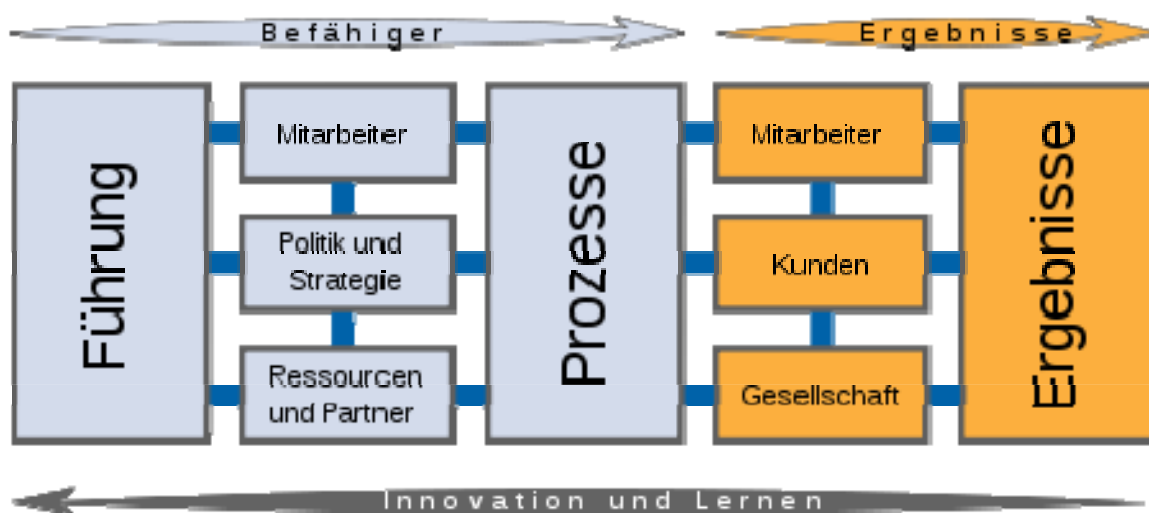 Befähiger
Ergebnisse
Führung
Mitarbeiter
Politik und
Strategie
Ressourcen
und Partner
Prozesse
Mitarbeiter
Kunden
Gesellschaft
Ergebnisse
Innovation und Lernen